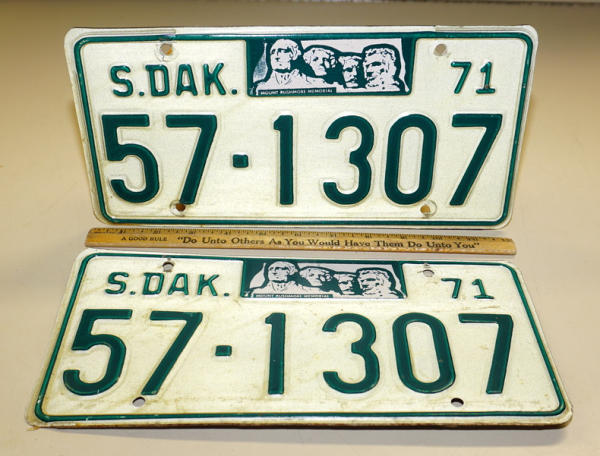 S.DAK.
MOUNT RUSHMORE MEMORIAL
71
57·1307
A GOOD RULE "Do Unto Others As You Would Have Them Do Unto You"
S.DAK.
MOUNT RUSHMORE MEMORIAL
71
57·1307